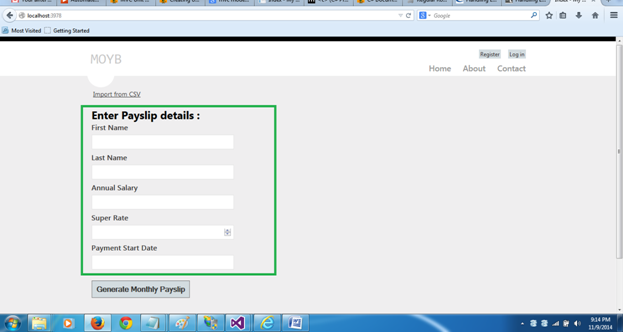 localhost:3978
Google
Most Visited
Getting Started
MOYB
Register
Log in
Home
About
Contact
Import from CSV
Enter Payslip details :
First Name
Last Name
Annual Salary
Super Rate
Payment Start Date
Generate Monthly Payslip
9:14 PM
11/9/2014